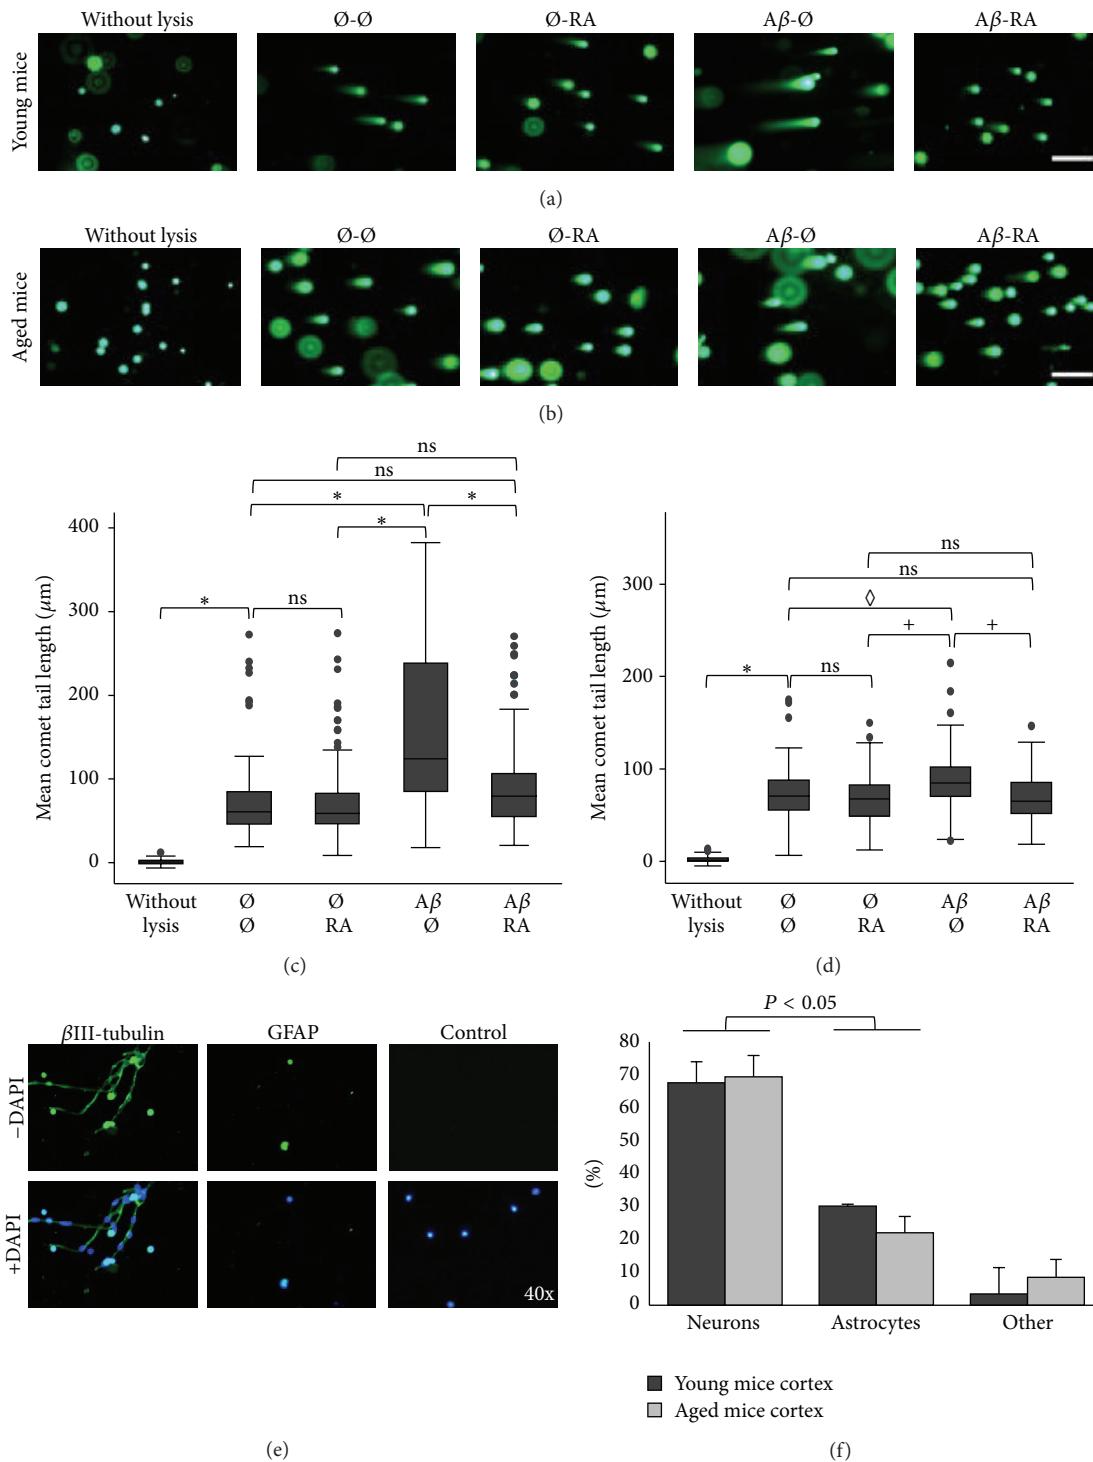 Without lysis Ø-Ø Ø-RA Aβ-Ø Aβ-RA
Young mice
(a)
Without lysis Ø-Ø Ø-RA Aβ-Ø Aβ-RA
Aged mice
(b)
ns
ns
* *
*
* ns
Mean comet tail length (μm)
400
300
200
100
0
Without lysis
Ø Ø
Ø RA
Aβ Ø
Aβ RA
(c)
ns
ns
◊
+ +
* ns
Mean comet tail length (μm)
300
200
100
0
Without lysis
Ø Ø
Ø RA
Aβ Ø
Aβ RA
(d)
βIII-tubulin GFAP Control
−DAPI
+DAPI
40x
(e)
P < 0.05
(%)
80
70
60
50
40
30
20
10
0
Neurons Astrocytes Other
Young mice cortex
Aged mice cortex
(f)